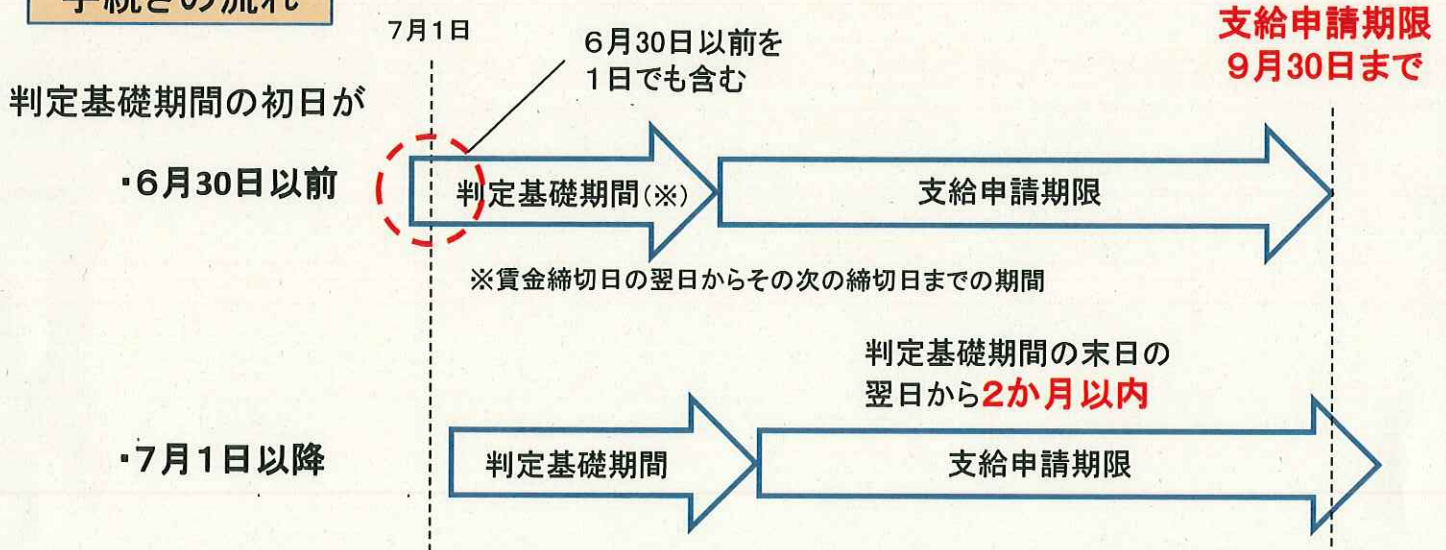 手続きの流れ
7月1日
6月30日以前を
1日でも含む
支給申請期限
9月30日まで
判定基礎期間の初日が
・6月30日以前
判定基礎期間(※)
支給申請期限
※賃金締切日の翌日からその次の締切日までの期間
判定基礎期間の末日の
翌日から2か月以内
・7月1日以降
判定基礎期間
支給申請期限